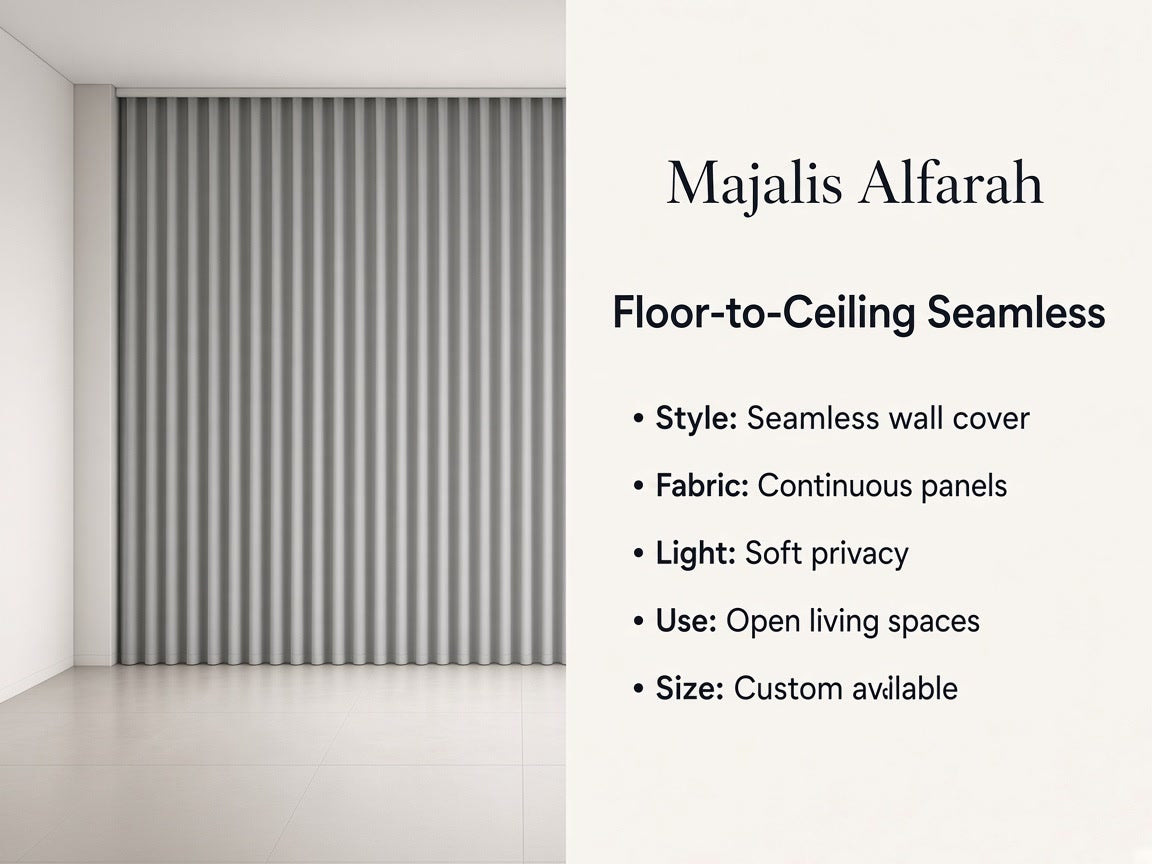 Majalis Alfarah
Floor-to-Ceiling Seamless
• Style: Seamless wall cover
• Fabric: Continuous panels
• Light: Soft privacy
• Use: Open living spaces
• Size: Custom available